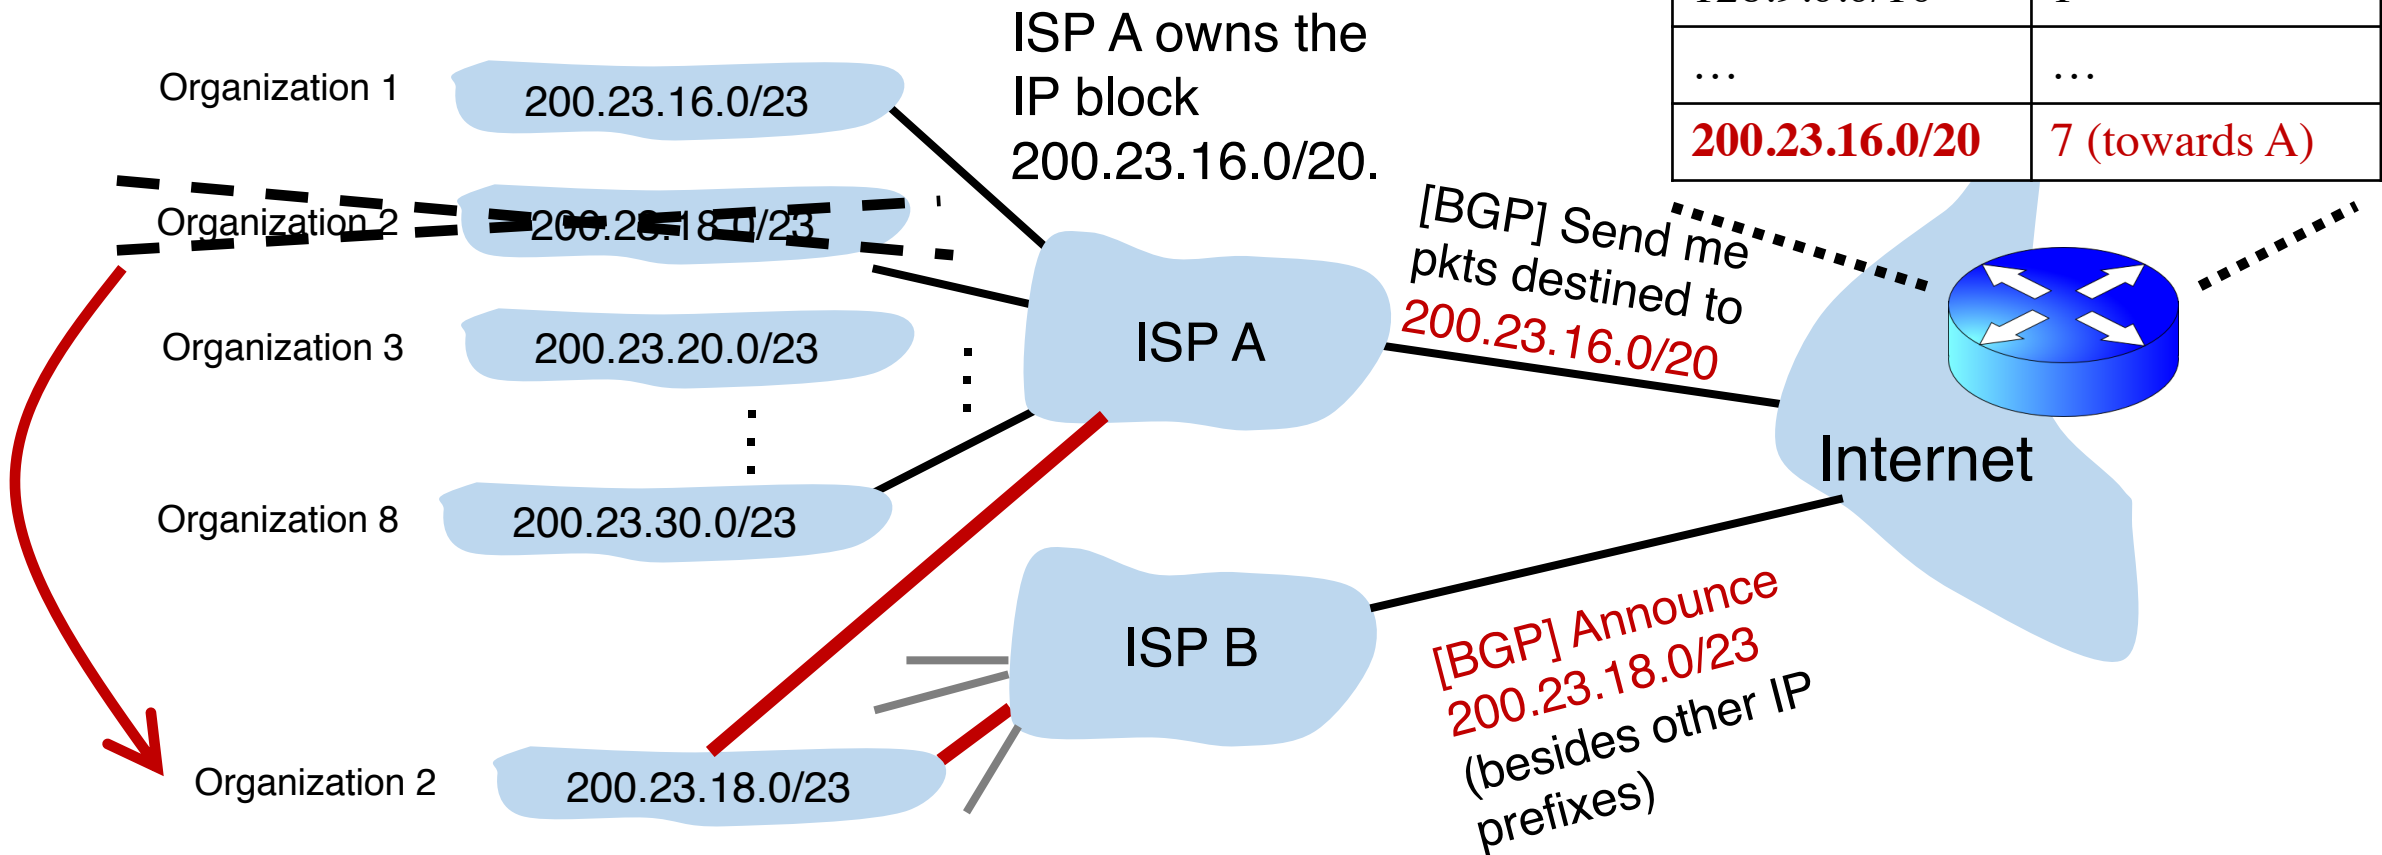 ISP A owns the
IP block
200.23.16.0/20.
… …
200.23.16.0/20 7 (towards A)
Organization 1 200.23.16.0/23
Organization 2 200.23.18.0/23
Organization 3 200.23.20.0/23
Organization 8 200.23.30.0/23
ISP A
[BGP] Send me
pkts destined to
200.23.16.0/20
Internet
ISP B
[BGP] Announce
200.23.18.0/23
(besides other IP
prefixes)
Organization 2 200.23.18.0/23